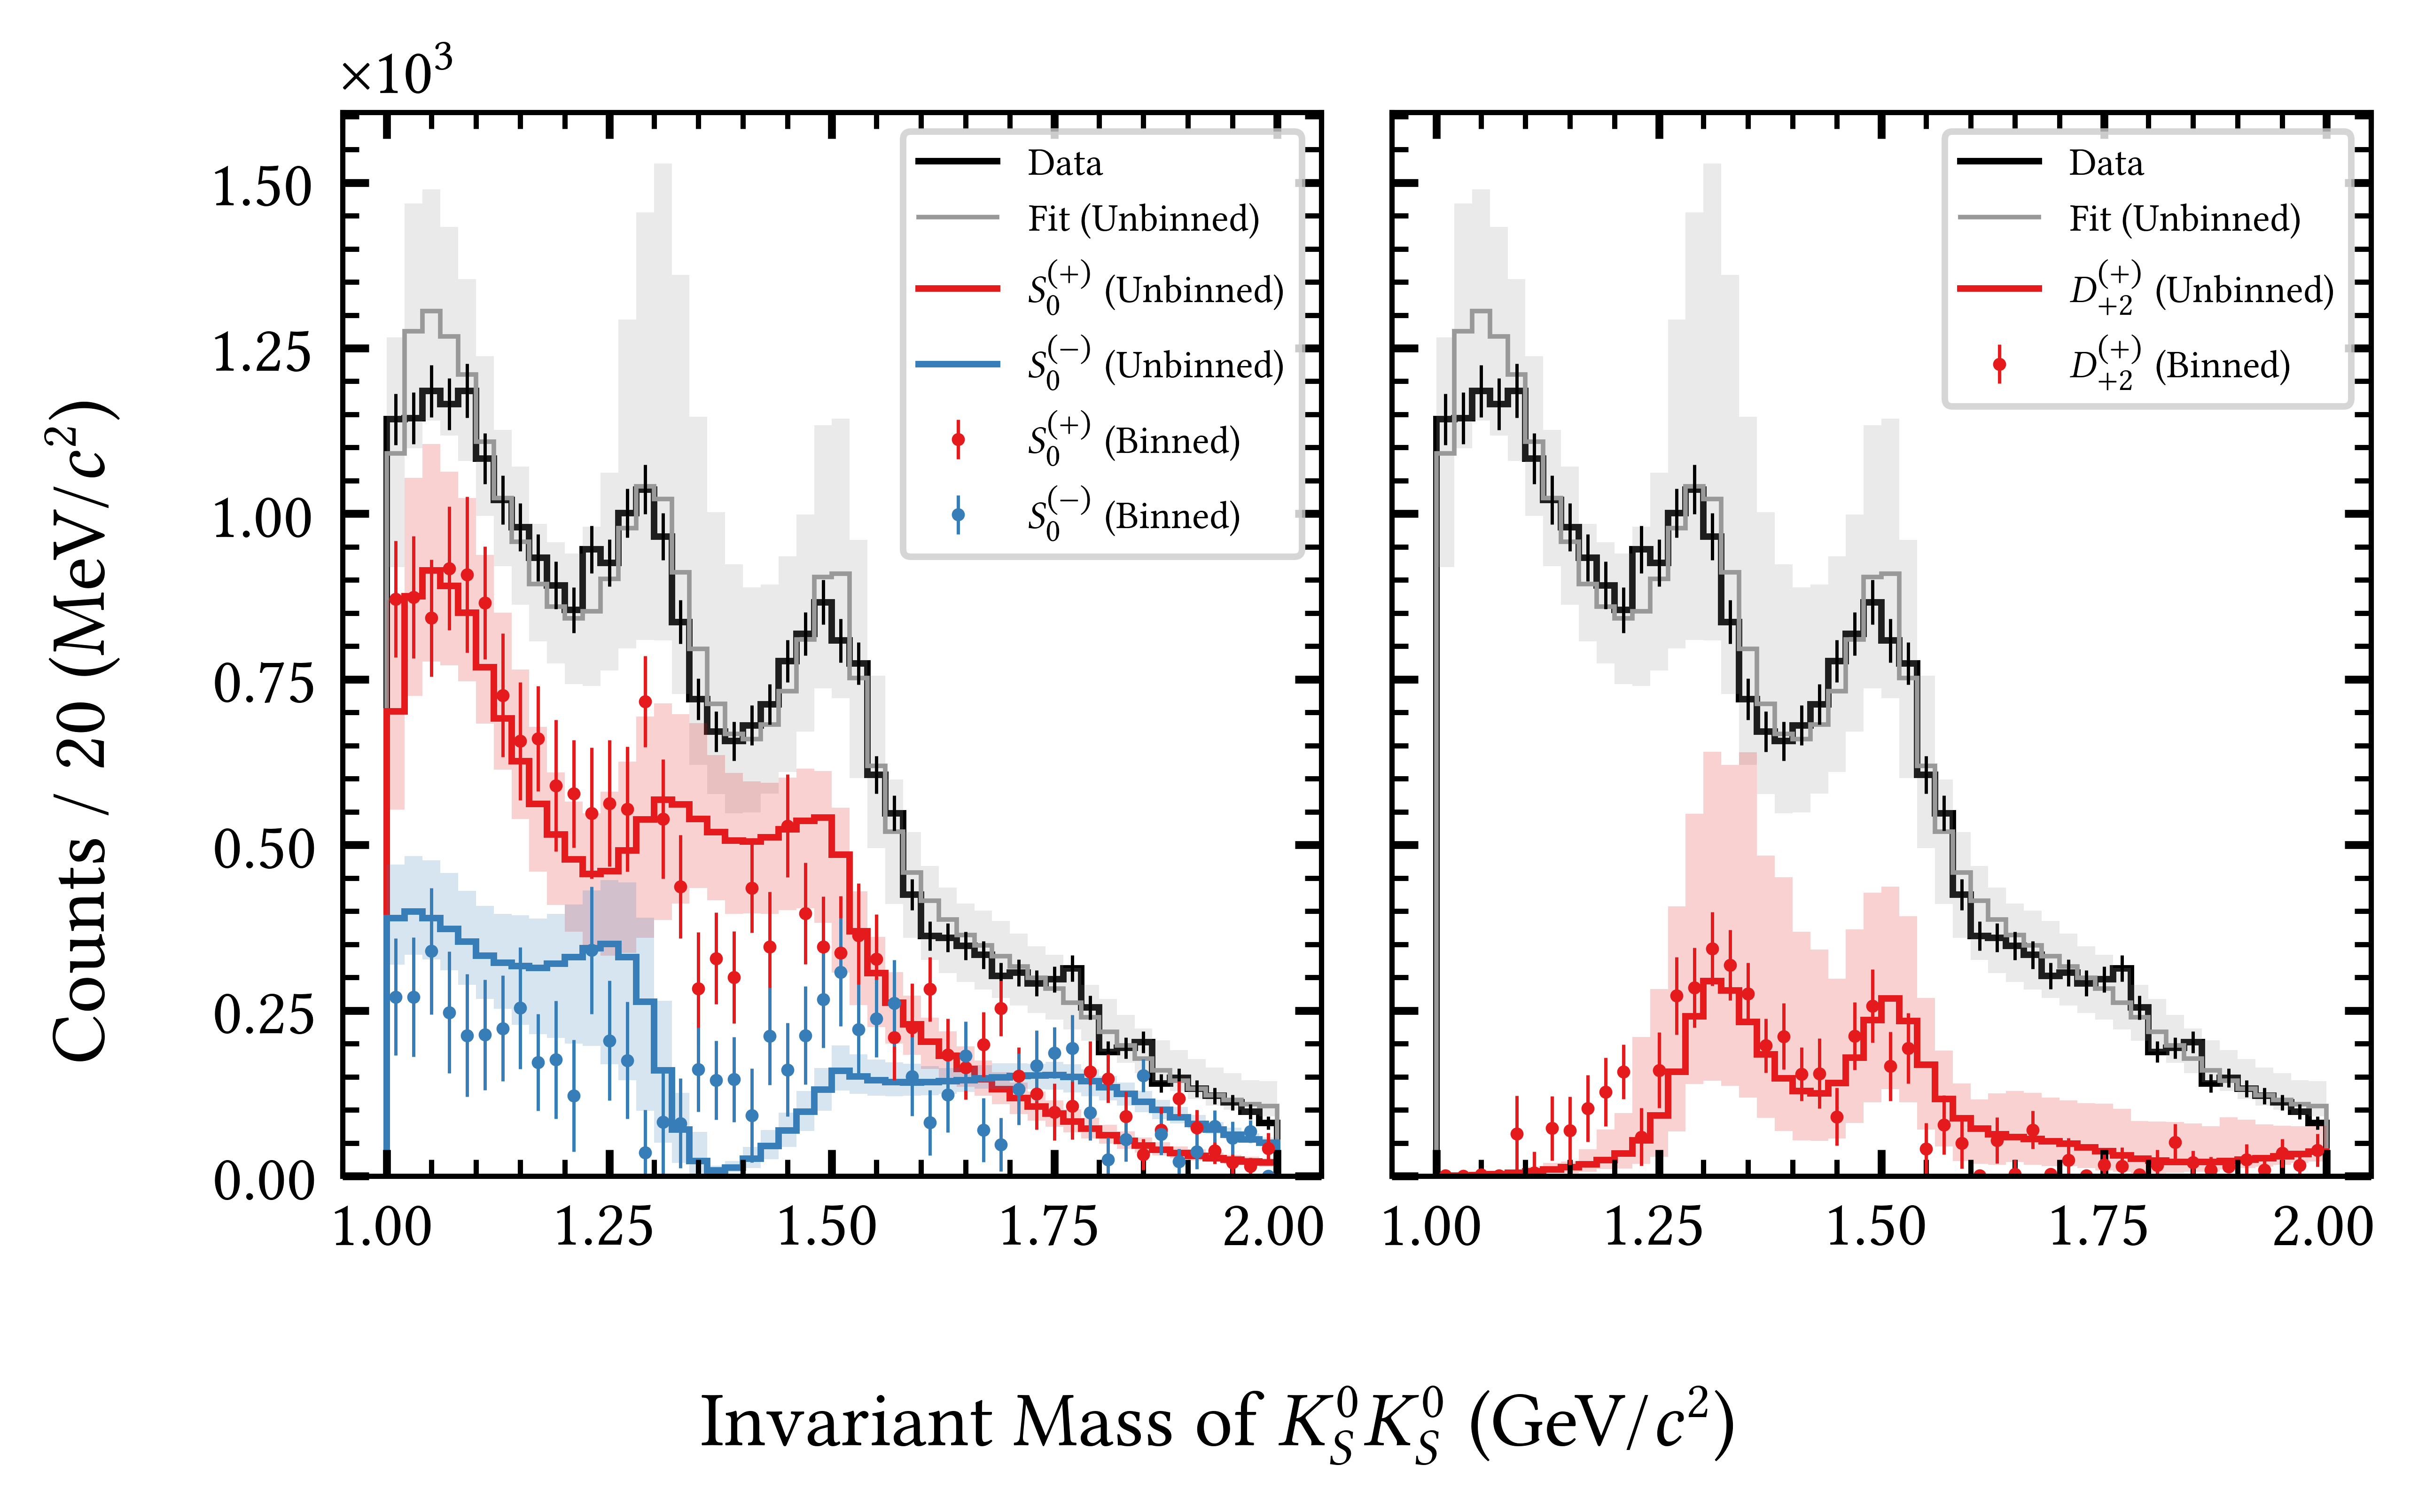 ×10³
Counts / 20 (MeV/c²)
1.50
1.25
1.00
0.75
0.50
0.25
0.00
Data
Fit (Unbinned)
S₀⁽⁺⁾ (Unbinned)
S₀⁽⁻⁾ (Unbinned)
S₀⁽⁺⁾ (Binned)
S₀⁽⁻⁾ (Binned)
1.00 1.25 1.50 1.75 2.00
Data
Fit (Unbinned)
D₊₂⁽⁺⁾ (Unbinned)
D₊₂⁽⁺⁾ (Binned)
1.00 1.25 1.50 1.75 2.00
Invariant Mass of K_S⁰K_S⁰ (GeV/c²)